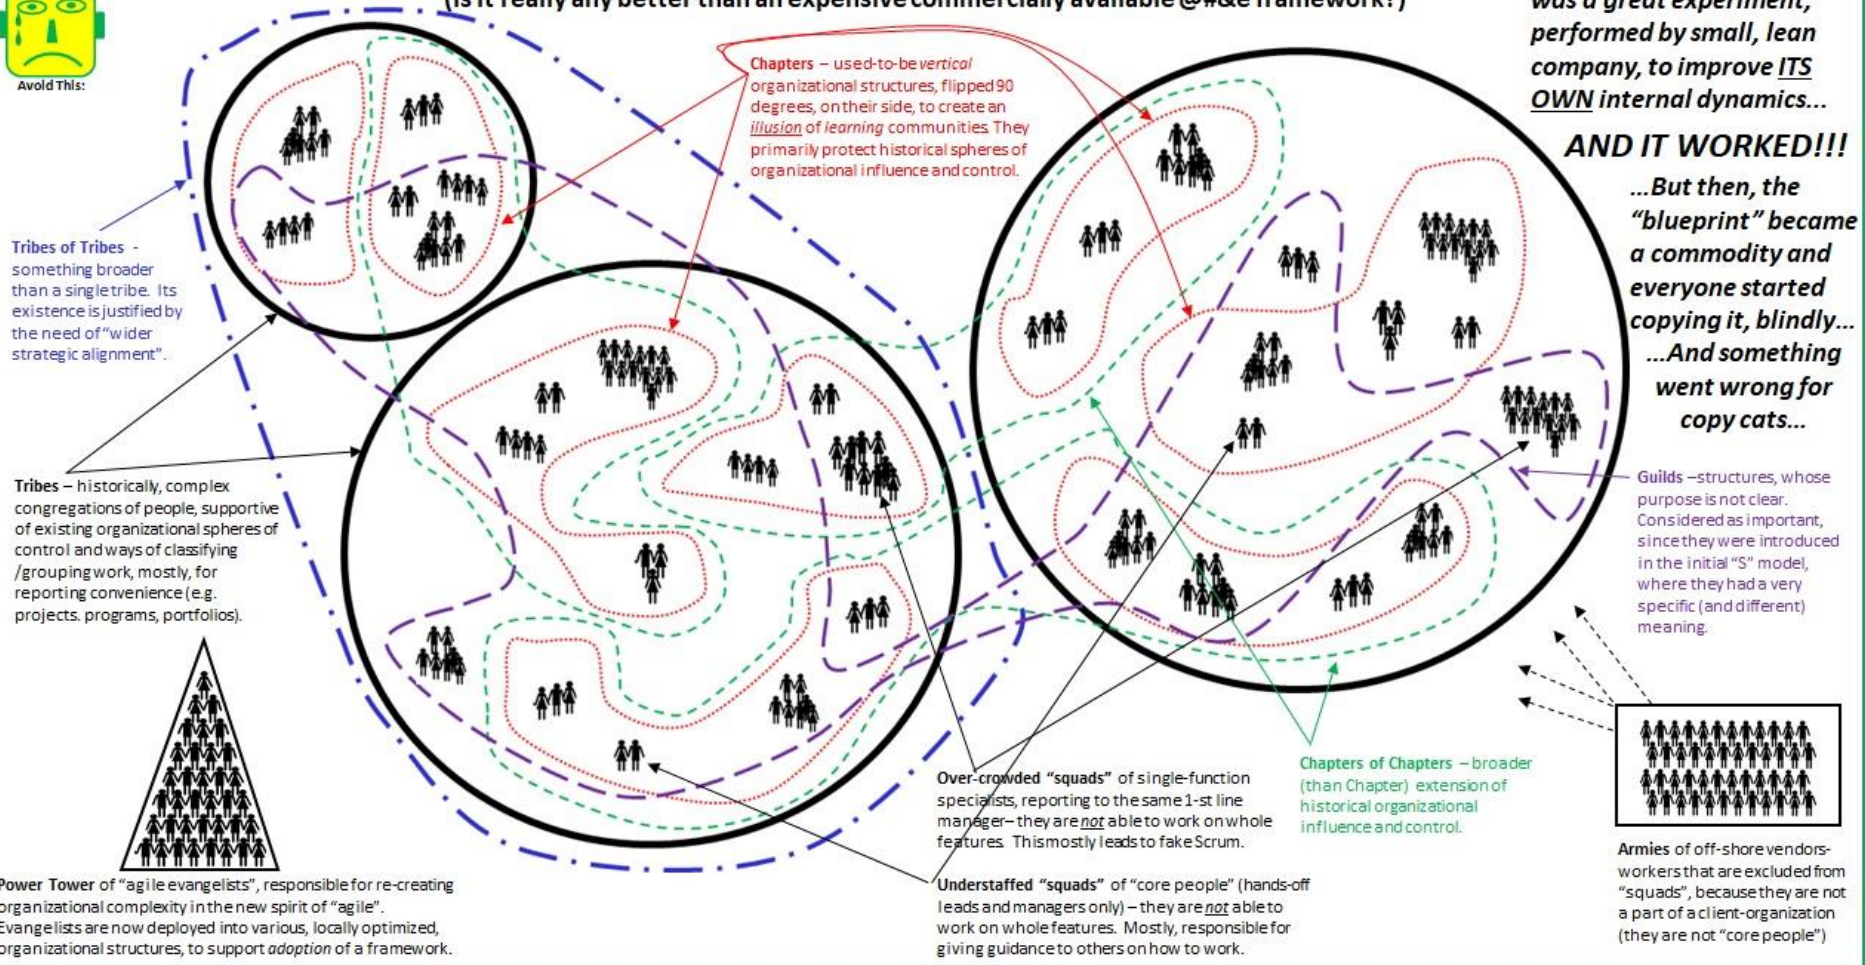 (Is it really any better than an expensive commercially available @#&e framework?)
Avoid This:
was a great experiment,
performed by small, lean
company, to improve ITS
OWN internal dynamics...
AND IT WORKED!!!
...But then, the
“blueprint” became
a commodity and
everyone started
copying it, blindly...
...And something
went wrong for
copy cats...
Chapters – used-to-be vertical
organizational structures, flipped 90
degrees, on their side, to create an
illusion of learning communities. They
primarily protect historical spheres of
organizational influence and control.
Tribes of Tribes -
something broader
than a single tribe. Its
existence is justified by
the need of “wider
strategic alignment”.
Tribes – historically, complex
congregations of people, supportive
of existing organizational spheres of
control and ways of classifying
/grouping work, mostly, for
reporting convenience (e.g.
projects. programs, portfolios).
Guilds –structures, whose
purpose is not clear.
Considered as important,
since they were introduced
in the initial “S” model,
where they had a very
specific (and different)
meaning.
Power Tower of “agile evangelists”, responsible for re-creating
organizational complexity in the new spirit of “agile”.
Evangelists are now deployed into various, locally optimized,
organizational structures, to support adoption of a framework.
Over-crowded “squads” of single-function
specialists, reporting to the same 1-st line
manager– they are not able to work on whole
features. This mostly leads to fake Scrum.
Understaffed “squads” of “core people” (hands-off
leads and managers only) – they are not able to
work on whole features. Mostly, responsible for
giving guidance to others on how to work.
Chapters of Chapters – broader
(than Chapter) extension of
historical organizational
influence and control.
Armies of off-shore vendors-
workers that are excluded from
“squads”, because they are not
a part of a client-organization
(they are not “core people”)